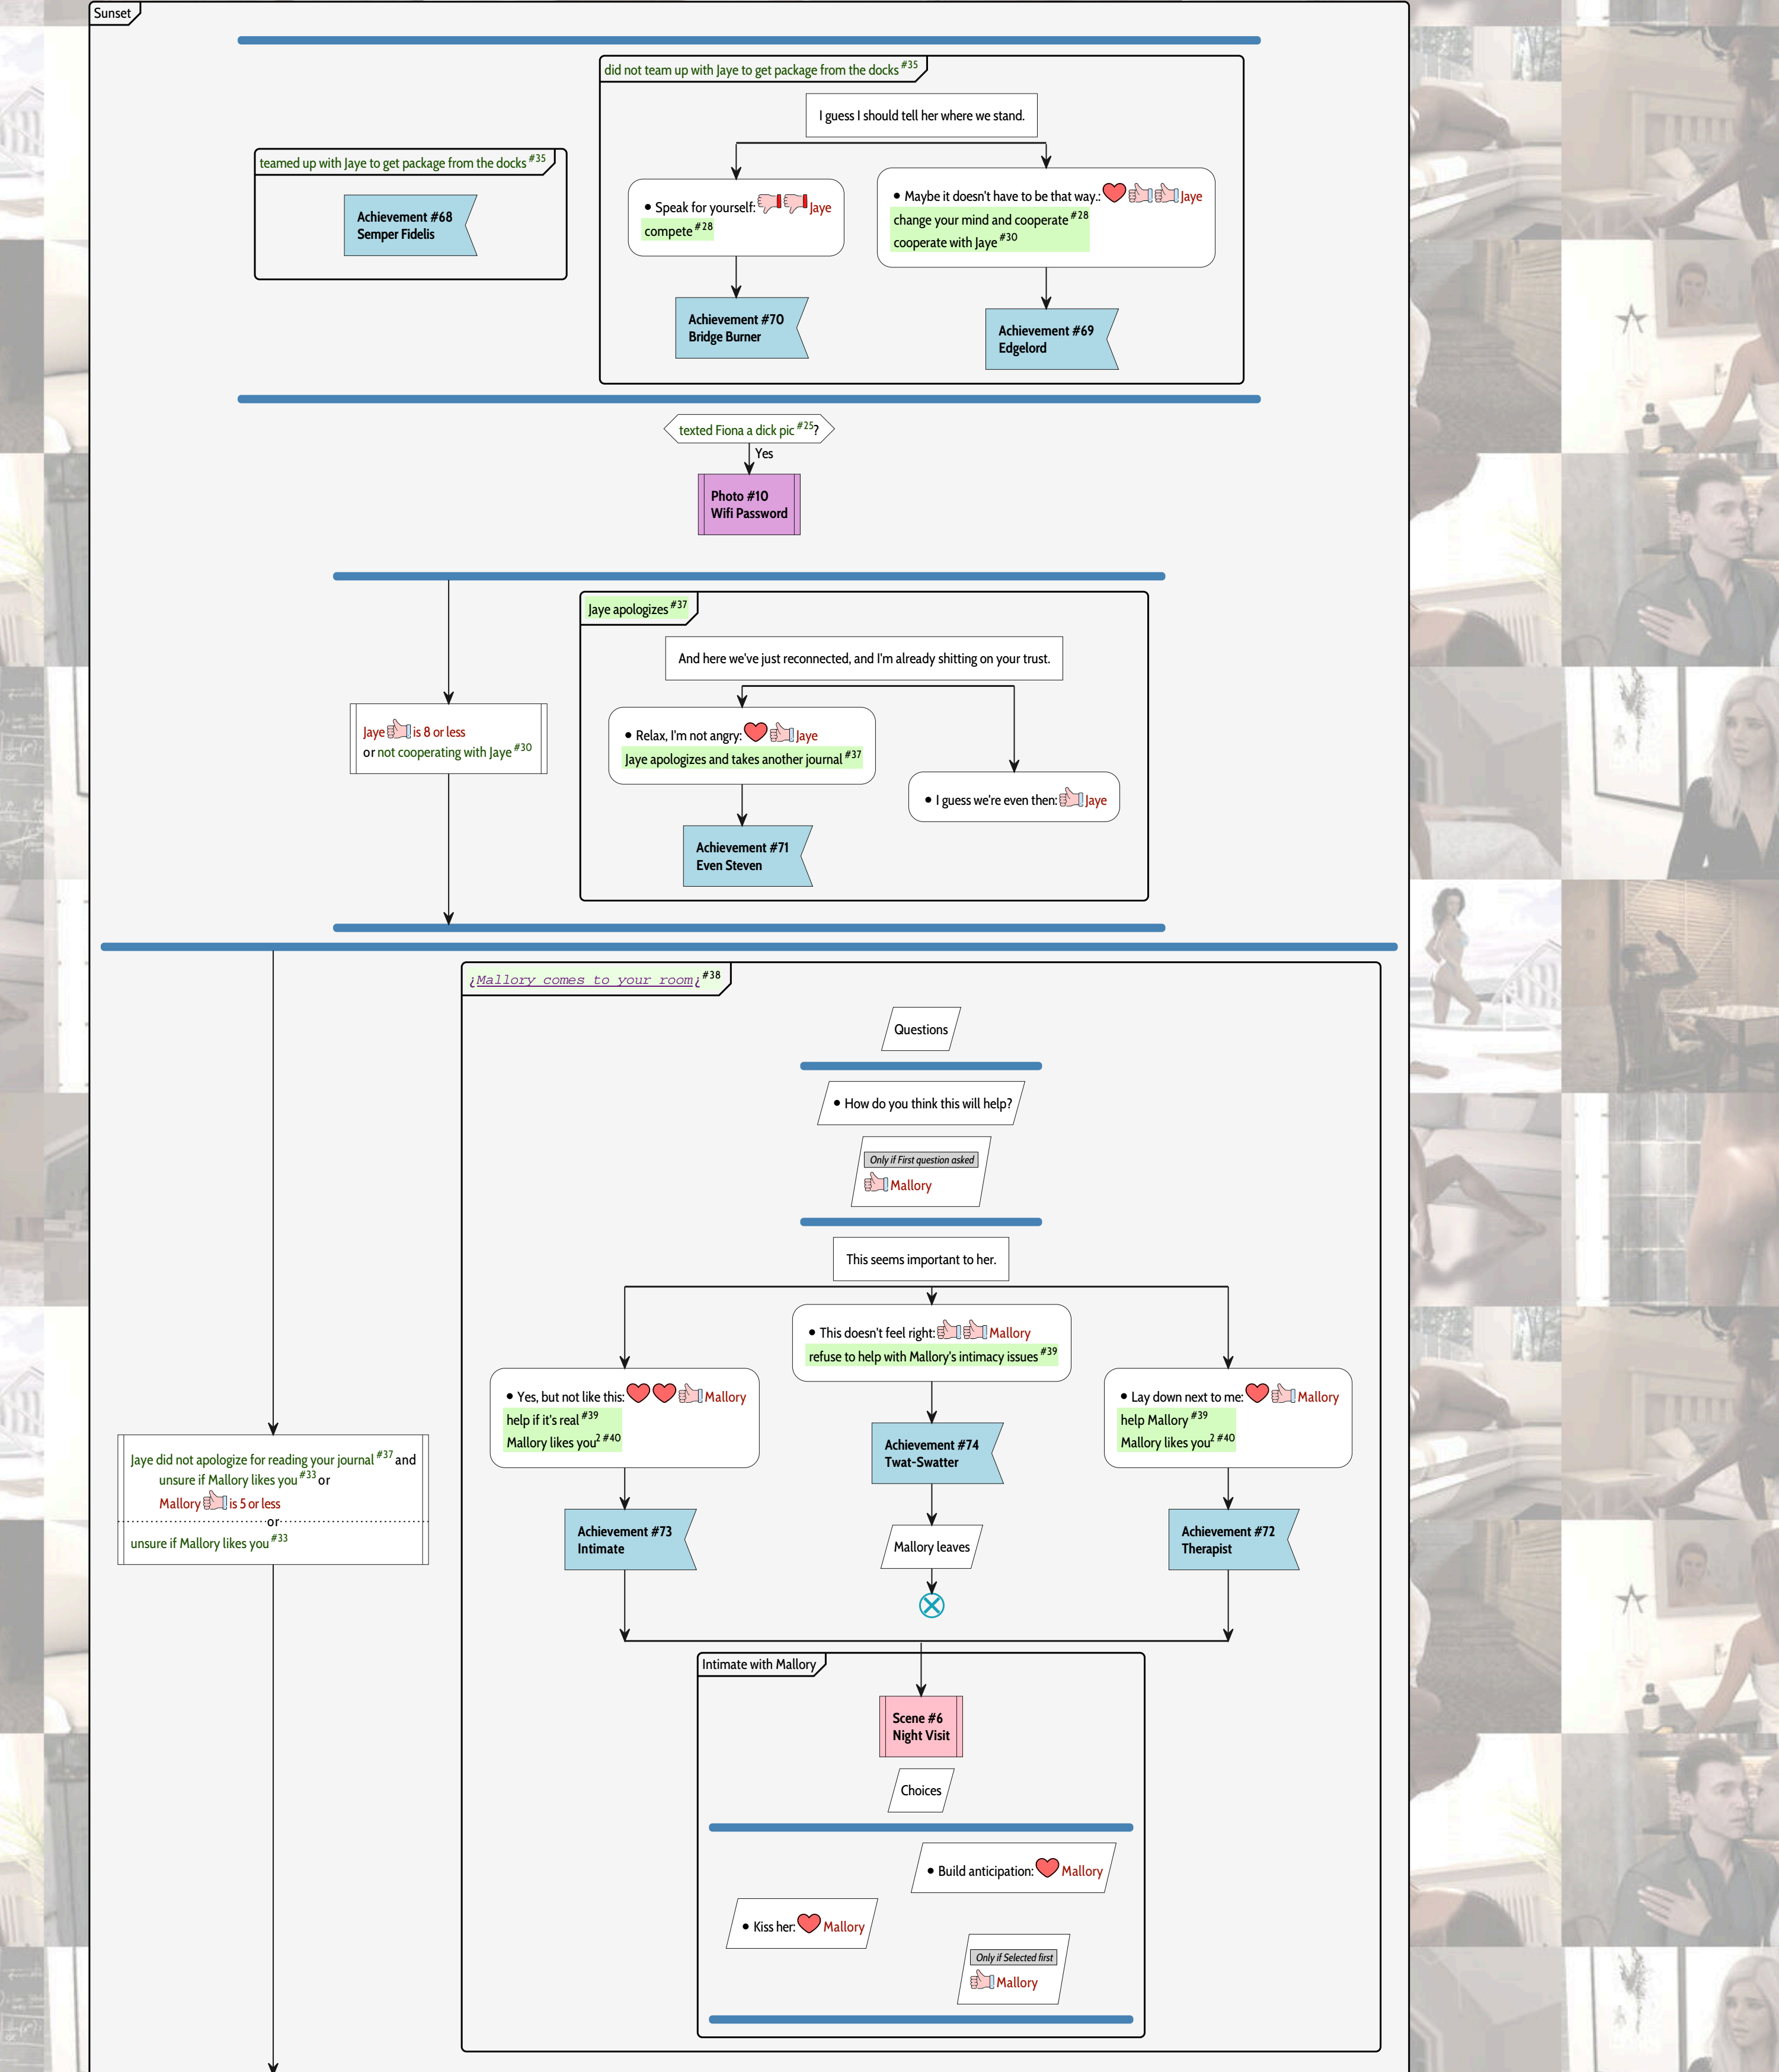 Sunset
did not team up with Jaye to get package from the docks #35
I guess I should tell her where we stand.
teamed up with Jaye to get package from the docks #35
Achievement #68
Semper Fidelis
• Speak for yourself: Jaye
compete #28
• Maybe it doesn't have to be that way.: Jaye
change your mind and cooperate #28
cooperate with Jaye #30
Achievement #70
Bridge Burner
Achievement #69
Edgelord
texted Fiona a dick pic #25?
Yes
Photo #10
Wifi Password
Jaye apologizes #37
And here we've just reconnected, and I'm already shitting on your trust.
Jaye is 8 or less
or not cooperating with Jaye #30
• Relax, I'm not angry: Jaye
Jaye apologizes and takes another journal #37
• I guess we're even then: Jaye
Achievement #71
Even Steven
¿Mallory comes to your room¿ #38
Questions
• How do you think this will help?
Only if First question asked
Mallory
This seems important to her.
• This doesn't feel right: Mallory
refuse to help with Mallory's intimacy issues #39
• Yes, but not like this: Mallory
help if it's real #39
Mallory likes you2 #40
• Lay down next to me: Mallory
help Mallory #39
Mallory likes you2 #40
Achievement #74
Twat-Swatter
Jaye did not apologize for reading your journal #37 and
unsure if Mallory likes you #33 or
Mallory is 5 or less
or
unsure if Mallory likes you #33
Achievement #73
Intimate
Mallory leaves
Achievement #72
Therapist
Intimate with Mallory
Scene #6
Night Visit
Choices
• Build anticipation: Mallory
• Kiss her: Mallory
Only if Selected first
Mallory